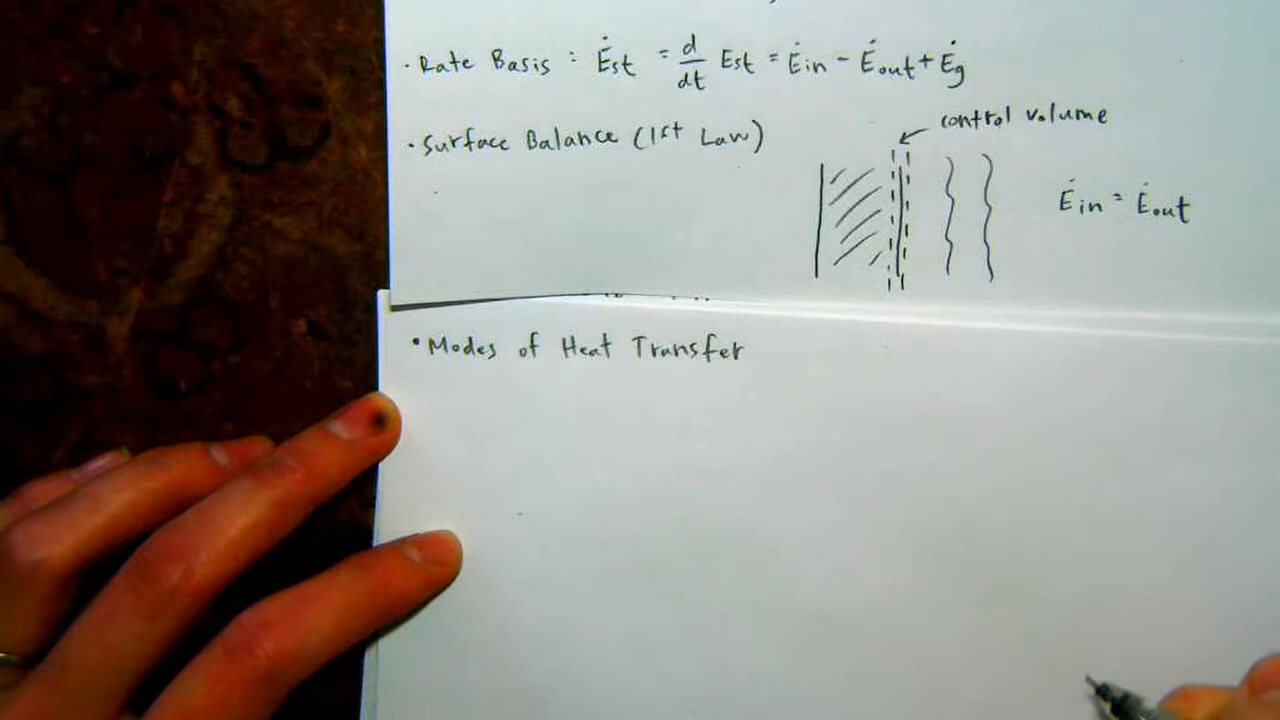 · Rate Basis : Ėst = d/dt Est = Ėin - Ėout + Ėg
· Surface Balance (1st Law)
control volume
Ėin = Ėout
• Modes of Heat Transfer